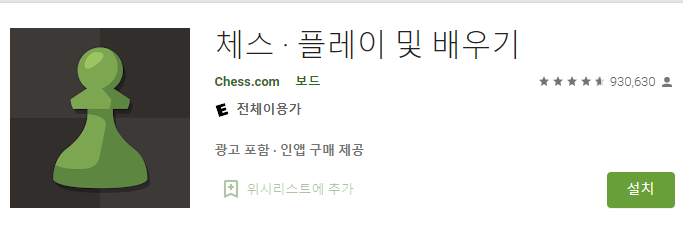 체스 · 플레이 및 배우기
Chess.com 보드 930,630
E 전체이용가
광고 포함 · 인앱 구매 제공
위시리스트에 추가 설치